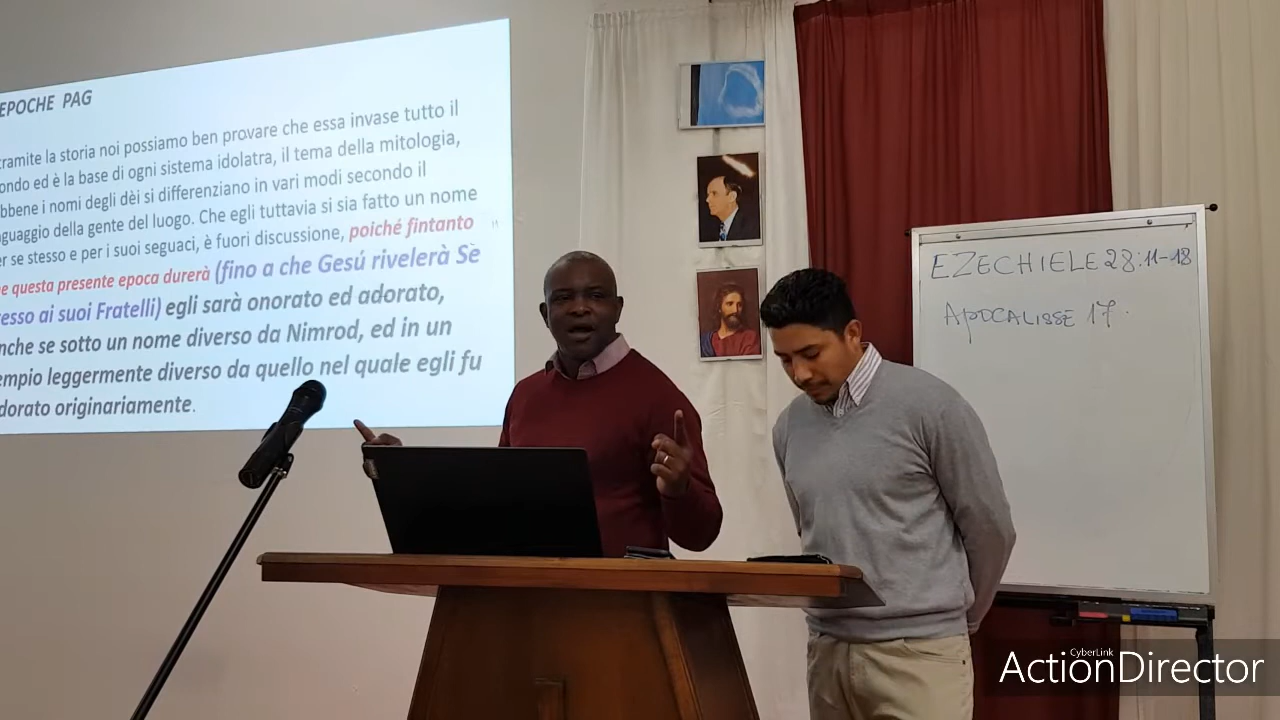 EPOCHE PAG
tramite la storia noi possiamo ben provare che essa invase tutto il
ondo ed è la base di ogni sistema idolatra, il tema della mitologia,
bbene i nomi degli dèi si differenziano in vari modi secondo il
nguaggio della gente del luogo. Che egli tuttavia si sia fatto un nome
er se stesso e per i suoi seguaci, è fuori discussione, poiché fintanto
e questa presente epoca durerà (fino a che Gesú rivelerà Se
esso ai suoi Fratelli) egli sarà onorato ed adorato,
nche se sotto un nome diverso da Nimrod, ed in un
empio leggermente diverso da quello nel quale egli fu
dorato originariamente.
EZECHIELE 28:11-18
APOCALISSE 17.
CyberLink
ActionDirector